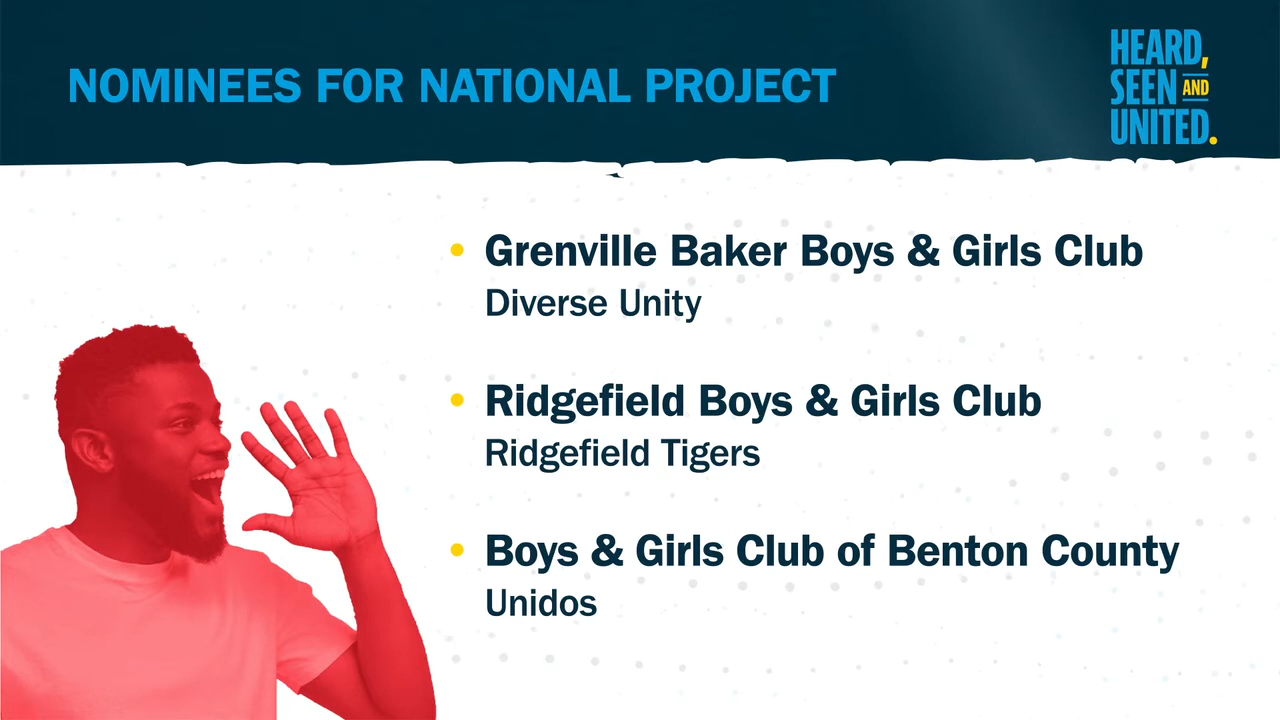 NOMINEES FOR NATIONAL PROJECT
HEARD,
SEEN AND
UNITED.
• Grenville Baker Boys & Girls Club
Diverse Unity
• Ridgefield Boys & Girls Club
Ridgefield Tigers
• Boys & Girls Club of Benton County
Unidos